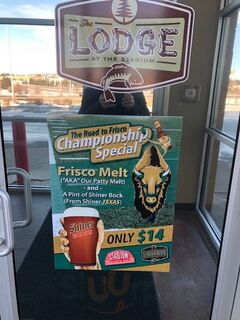 The
LODGE
AT THE STADIUM
The Road to Frisco
Championship
Special
Frisco Melt
("AKA" Our Patty Melt)
- and -
A Pint of Shiner Bock
(From Shiner, TEXAS)
Shiner
ONLY $14
STADIUM